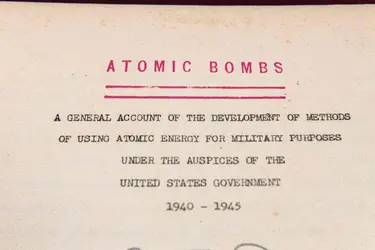 ATOMIC BOMBS
A GENERAL ACCOUNT OF THE DEVELOPMENT OF METHODS
OF USING ATOMIC ENERGY FOR MILITARY PURPOSES
UNDER THE AUSPICES OF THE
UNITED STATES GOVERNMENT
1940 - 1945